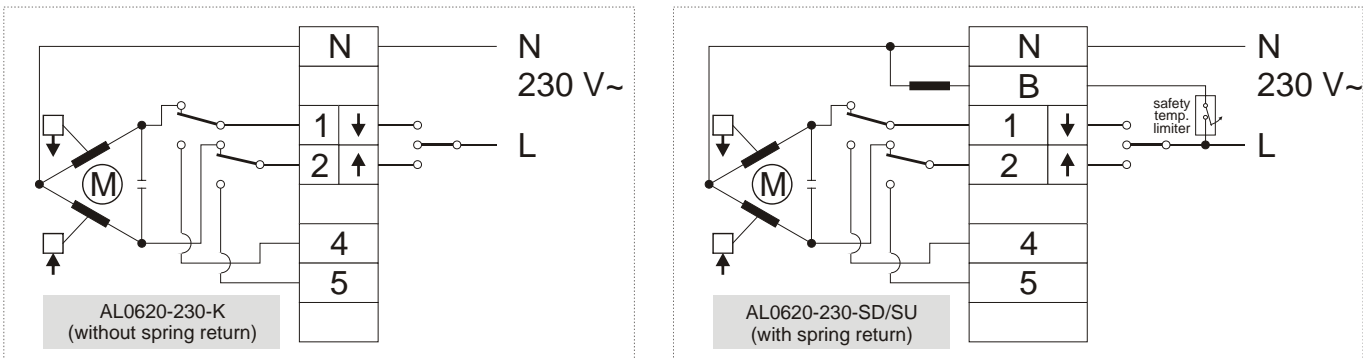 N
1
2
4
5
N
230 V~
L
M
AL0620-230-K
(without spring return)
N
B
1
2
4
5
N
230 V~
safety
temp.
limiter
L
M
AL0620-230-SD/SU
(with spring return)